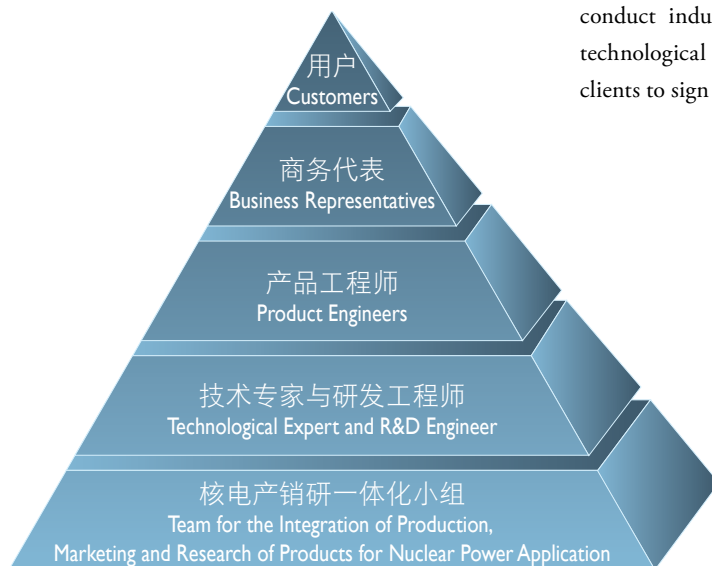 conduct indu
technological
clients to sign
用户
Customers
商务代表
Business Representatives
产品工程师
Product Engineers
技术专家与研发工程师
Technological Expert and R&D Engineer
核电产销研一体化小组
Team for the Integration of Production,
Marketing and Research of Products for Nuclear Power Application